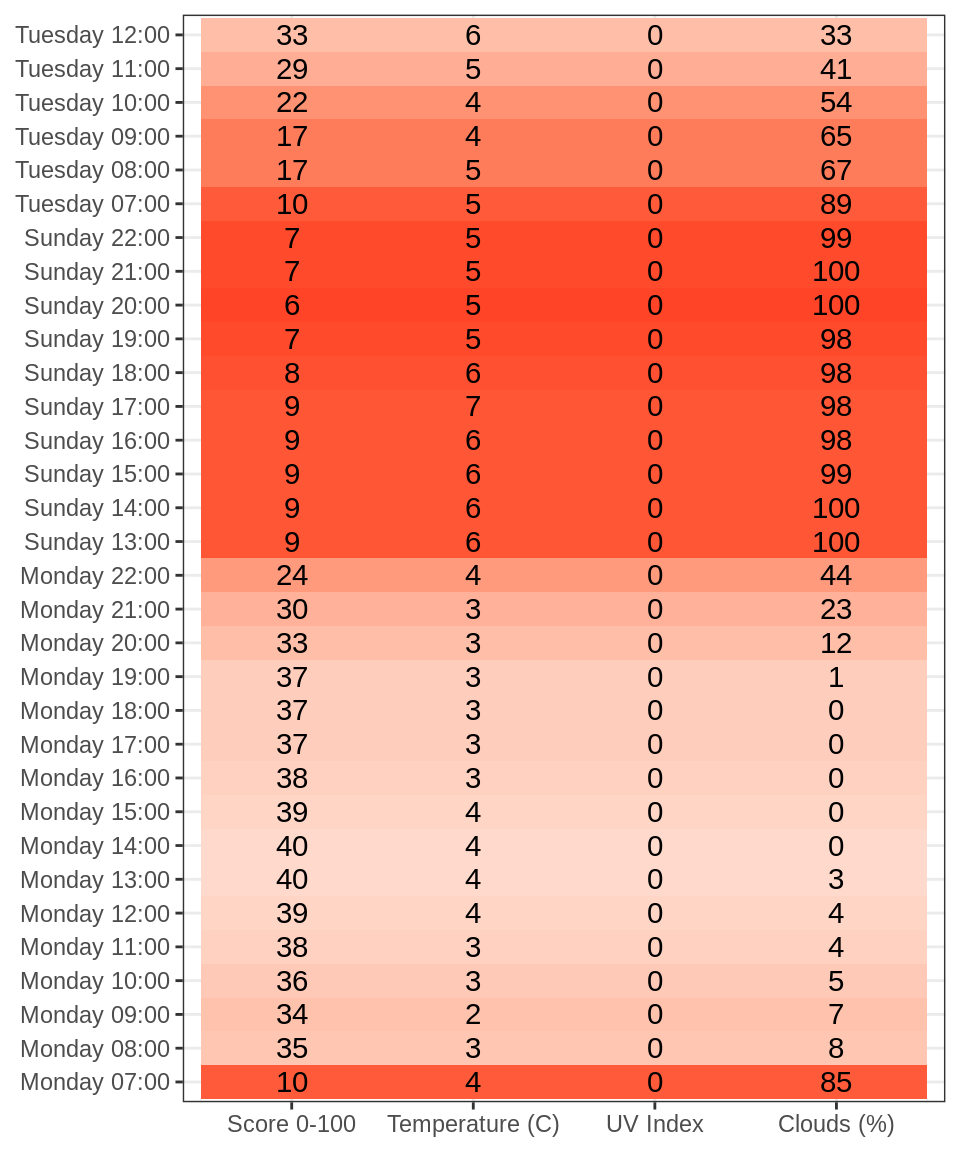 Tuesday 12:00 33 6 0 33
Tuesday 11:00 29 5 0 41
Tuesday 10:00 22 4 0 54
Tuesday 09:00 17 4 0 65
Tuesday 08:00 17 5 0 67
Tuesday 07:00 10 5 0 89
Sunday 22:00 7 5 0 99
Sunday 21:00 7 5 0 100
Sunday 20:00 6 5 0 100
Sunday 19:00 7 5 0 98
Sunday 18:00 8 6 0 98
Sunday 17:00 9 7 0 98
Sunday 16:00 9 6 0 98
Sunday 15:00 9 6 0 99
Sunday 14:00 9 6 0 100
Sunday 13:00 9 6 0 100
Monday 22:00 24 4 0 44
Monday 21:00 30 3 0 23
Monday 20:00 33 3 0 12
Monday 19:00 37 3 0 1
Monday 18:00 37 3 0 0
Monday 17:00 37 3 0 0
Monday 16:00 38 3 0 0
Monday 15:00 39 4 0 0
Monday 14:00 40 4 0 0
Monday 13:00 40 4 0 3
Monday 12:00 39 4 0 4
Monday 11:00 38 3 0 4
Monday 10:00 36 3 0 5
Monday 09:00 34 2 0 7
Monday 08:00 35 3 0 8
Monday 07:00 10 4 0 85
Score 0-100 Temperature (C) UV Index Clouds (%)